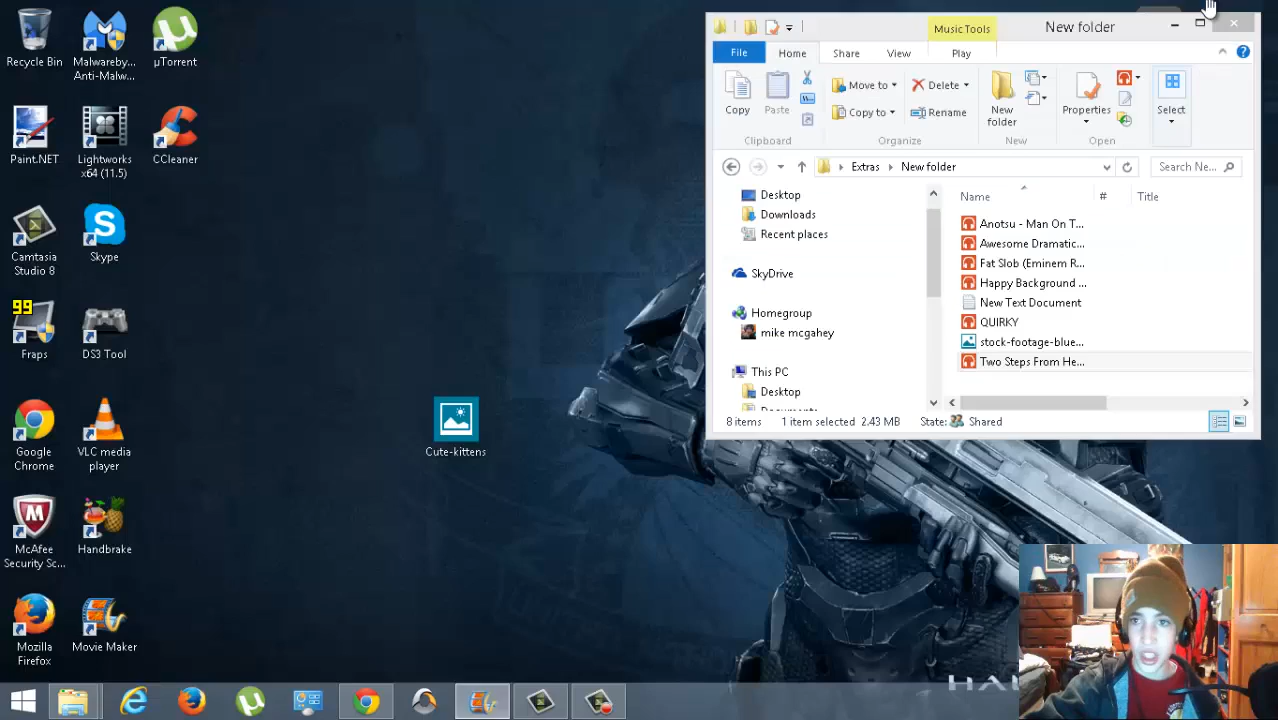 Recycle Bin
Malwareby...
Anti-Malw...
µTorrent
Paint.NET
Lightworks
x64 (11.5)
CCleaner
Camtasia
Studio 8
Skype
99
Fraps
DS3 Tool
Google
Chrome
VLC media
player
McAfee
Security Sc...
Handbrake
Mozilla
Firefox
Movie Maker
Cute-kittens
Music Tools
New folder
File
Home
Share
View
Play
Copy
Paste
Move to
Copy to
Delete
Rename
New
folder
Properties
Select
Clipboard
Organize
New
Open
Extras
New folder
Search Ne...
Desktop
Downloads
Recent places
SkyDrive
Homegroup
mike mcgahey
This PC
Desktop
Name
#
Title
Anotsu - Man On T...
Awesome Dramatic...
Fat Slob (Eminem R...
Happy Background ...
New Text Document
QUIRKY
stock-footage-blue...
Two Steps From He...
8 items
1 item selected 2.43 MB
State:
Shared
HAL